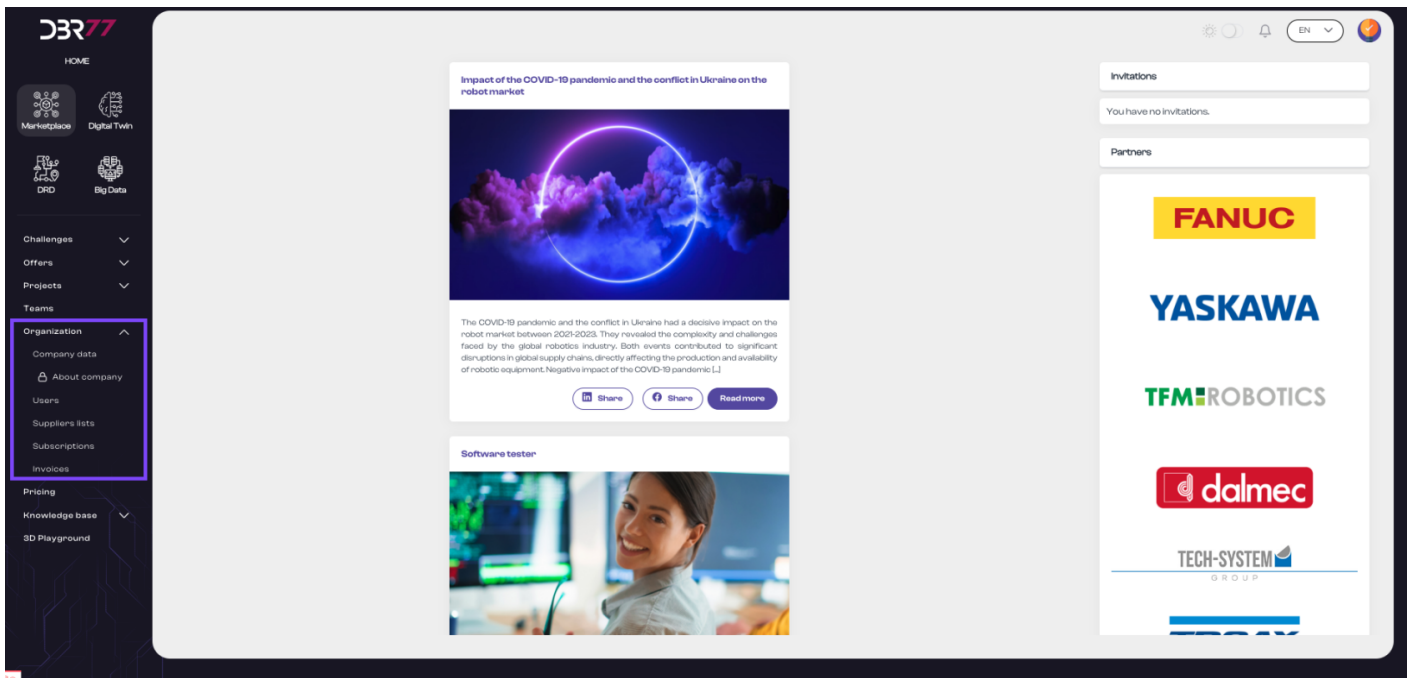 DBR77
HOME
Marketplace
Digital Twin
DRD
Big Data
Challenges
Offers
Projects
Teams
Organization
Company data
About company
Users
Suppliers lists
Subscriptions
Invoices
Pricing
Knowledge base
3D Playground
EN
Impact of the COVID-19 pandemic and the conflict in Ukraine on the
robot market
The COVID-19 pandemic and the conflict in Ukraine had a decisive impact on the
robot market between 2021-2023. They revealed the complexity and challenges
faced by the global robotics industry. Both events contributed to significant
disruptions in global supply chains, directly affecting the production and availability
of robotic equipment. Negative impact of the COVID-19 pandemic [...]
Share
Share
Read more
Software tester
Invitations
You have no invitations.
Partners
FANUC
YASKAWA
TFM ROBOTICS
d dalmec
TECH-SYSTEM
GROUP